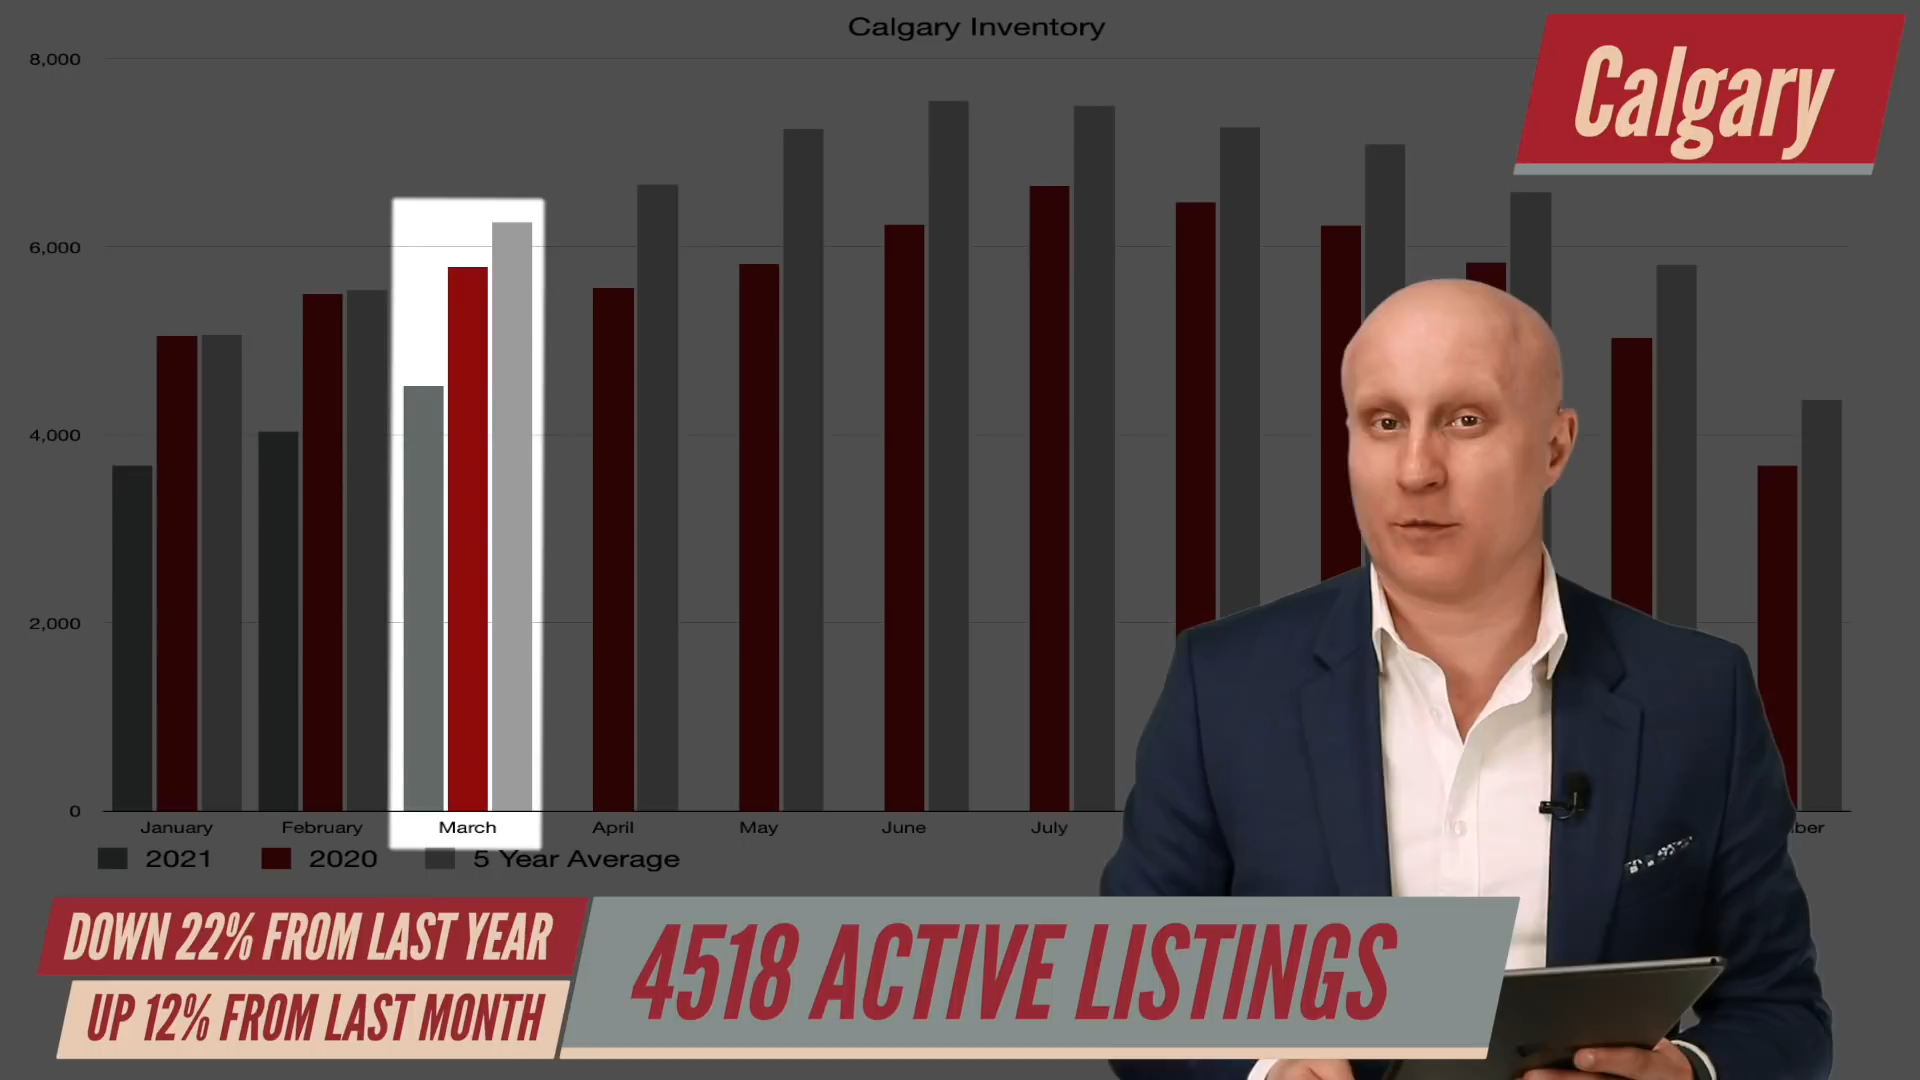 Calgary Inventory
Calgary
8,000
6,000
4,000
2,000
0
January February March April May June July ber
2021 2020 5 Year Average
DOWN 22% FROM LAST YEAR
UP 12% FROM LAST MONTH
4518 ACTIVE LISTINGS